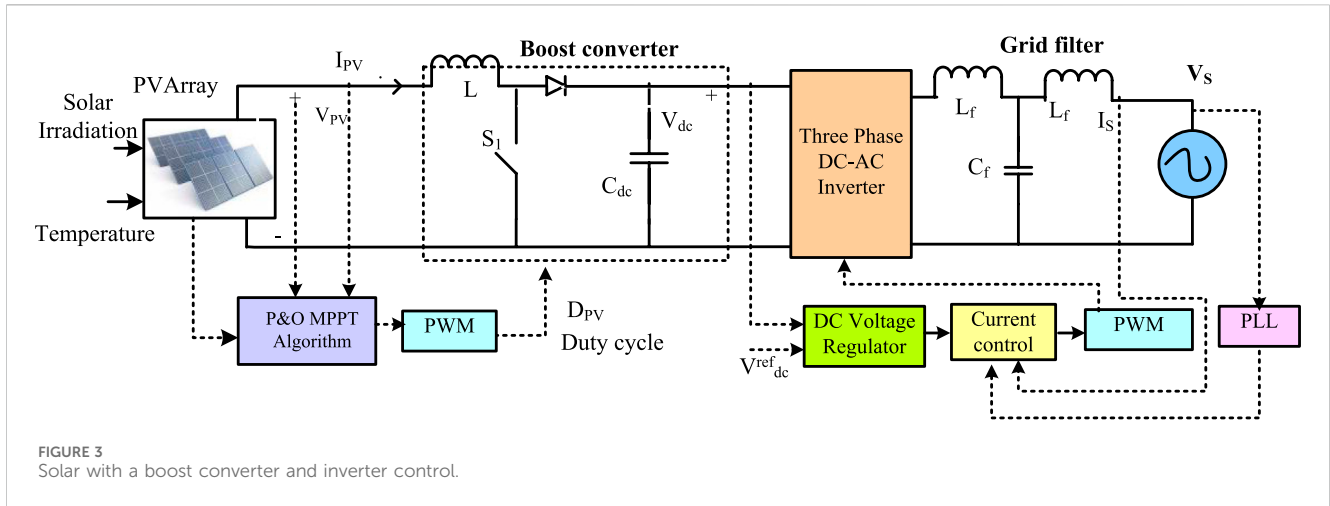 Boost converter
Grid filter
PVArray
I_PV
L
V_S
Solar
Irradiation
+
V_PV
S_1
+
V_dc
C_dc
Three Phase
DC-AC
Inverter
L_f
L_f
I_S
C_f
Temperature
-
P&O MPPT
Algorithm
PWM
D_PV
Duty cycle
V^ref_dc
DC Voltage
Regulator
Current
control
PWM
PLL
FIGURE 3
Solar with a boost converter and inverter control.